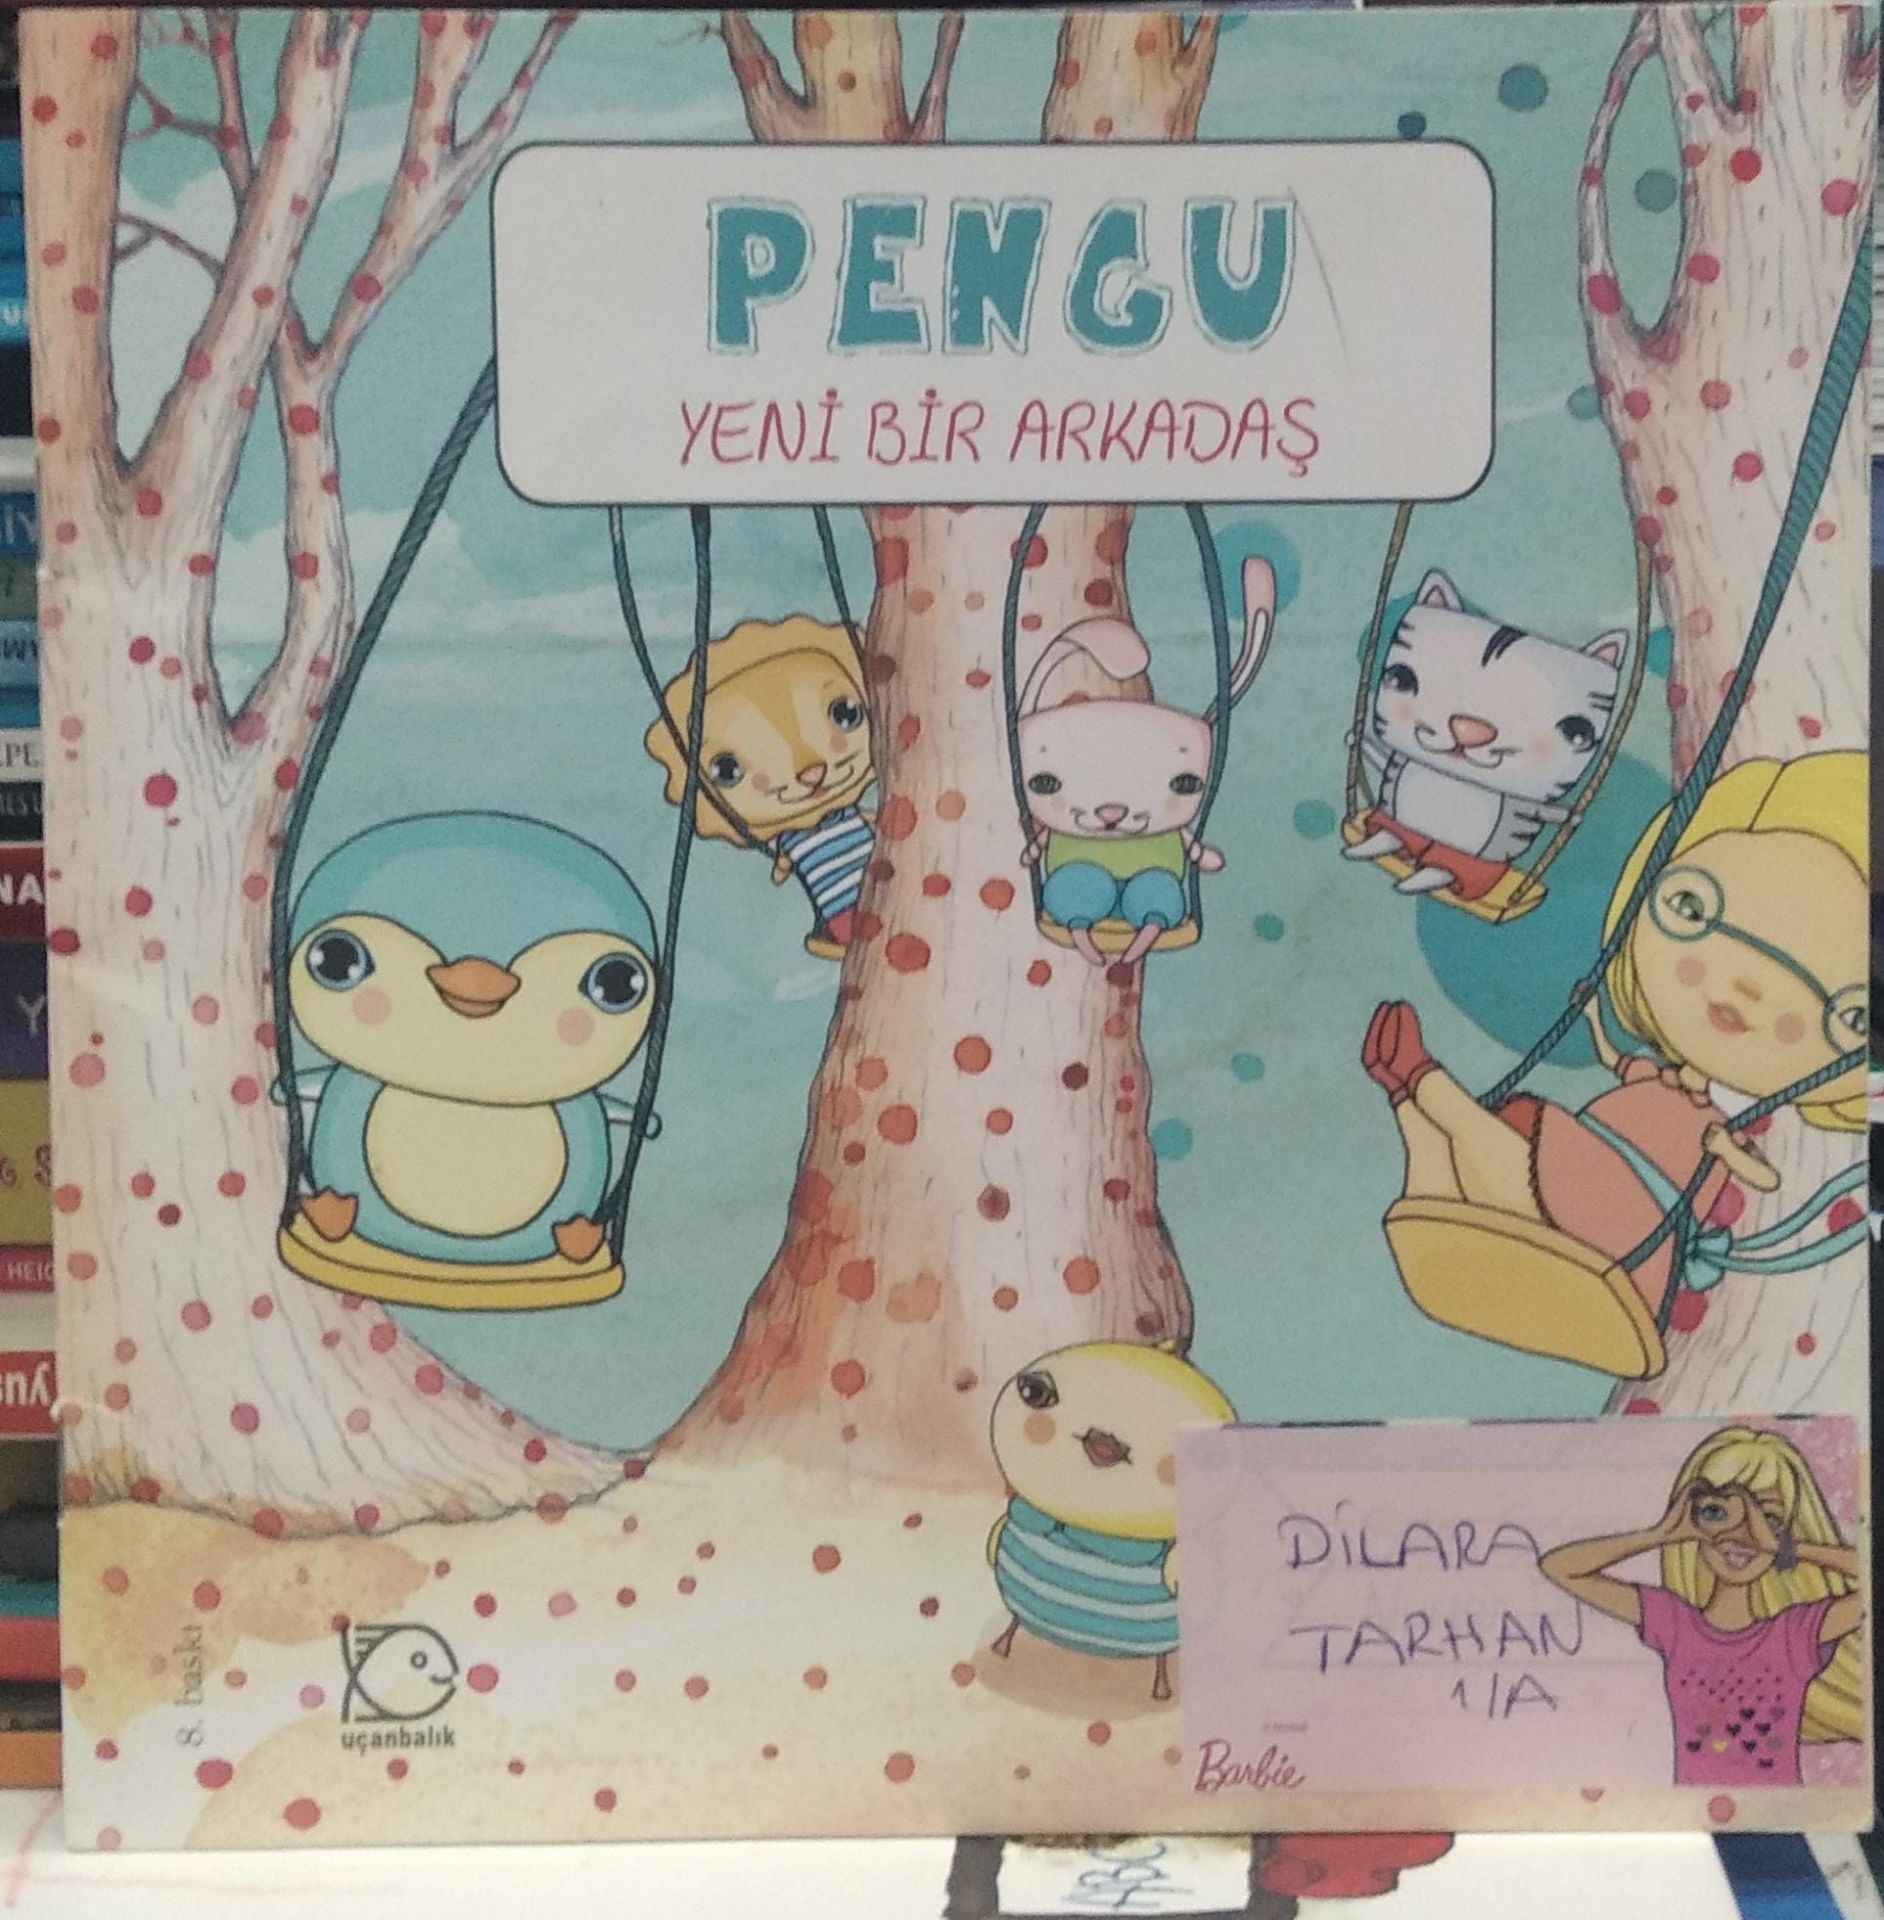 PENGU
YENİ BİR ARKADAŞ
DİLARA
TARHAN
1/A
Barbie
8. baskı
uçanbalık